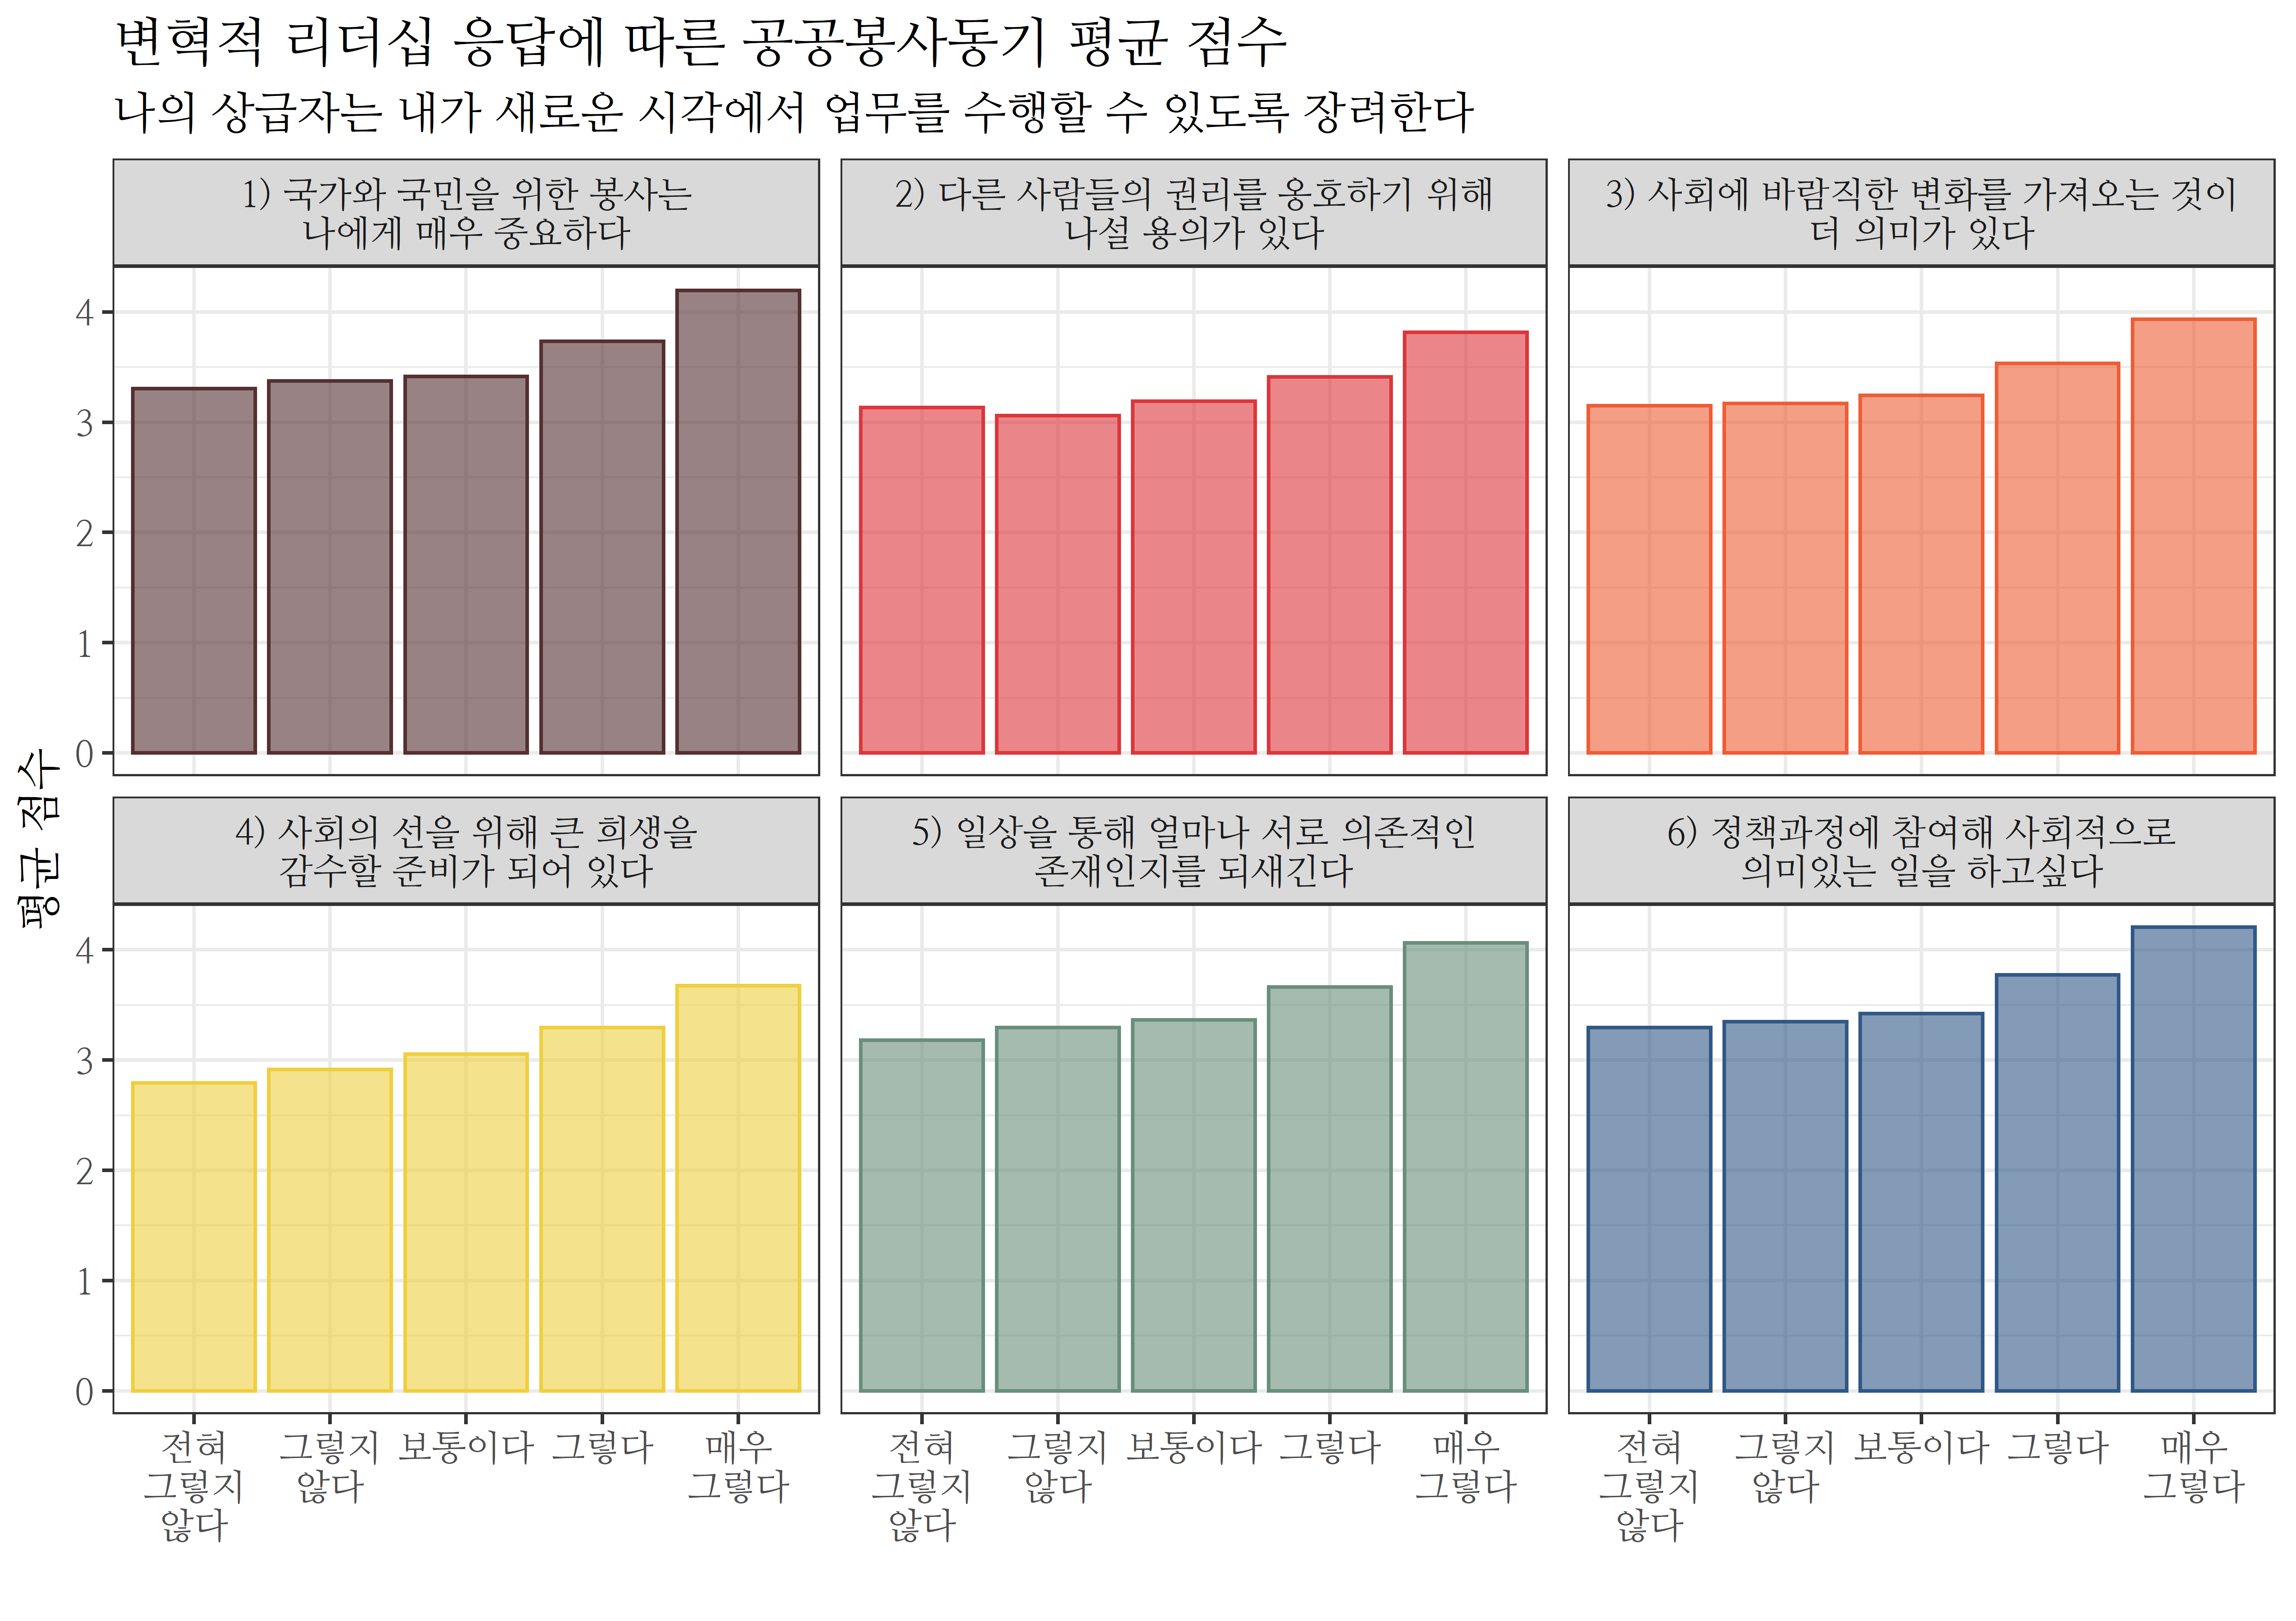 변혁적 리더십 응답에 따른 공공봉사동기 평균 점수
나의 상급자는 내가 새로운 시각에서 업무를 수행할 수 있도록 장려한다
1) 국가와 국민을 위한 봉사는
나에게 매우 중요하다
2) 다른 사람들의 권리를 옹호하기 위해
나설 용의가 있다
3) 사회에 바람직한 변화를 가져오는 것이
더 의미가 있다
4
3
2
1
0
평균 점수
4) 사회의 선을 위해 큰 희생을
감수할 준비가 되어 있다
5) 일상을 통해 얼마나 서로 의존적인
존재인지를 되새긴다
6) 정책과정에 참여해 사회적으로
의미있는 일을 하고싶다
4
3
2
1
0
전혀
그렇지
않다
그렇지
않다
보통이다
그렇다
매우
그렇다
전혀
그렇지
않다
그렇지
않다
보통이다
그렇다
매우
그렇다
전혀
그렇지
않다
그렇지
않다
보통이다
그렇다
매우
그렇다